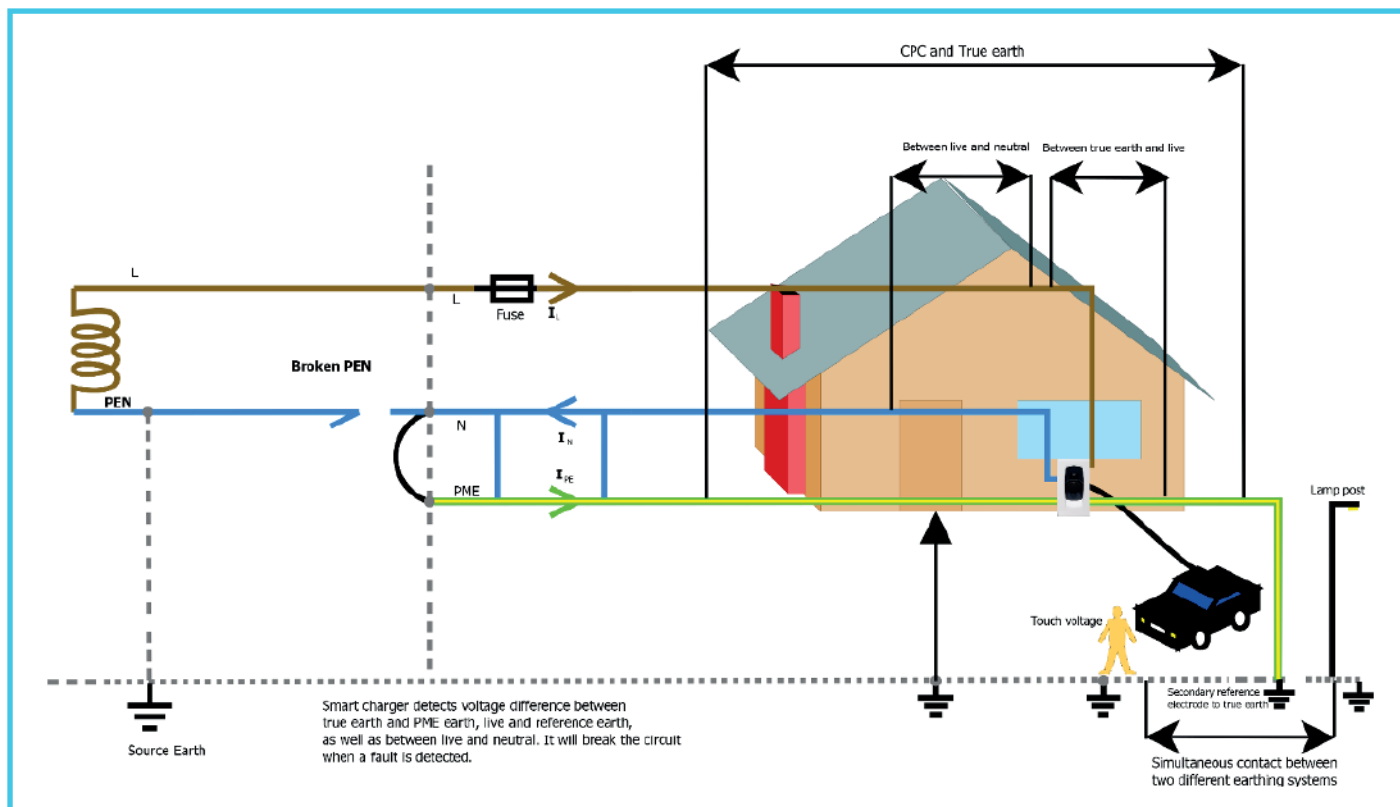 CPC and True earth
Between live and neutral
Between true earth and live
L
L
Fuse
I L
Broken PEN
PEN
N
I N
I PE
PME
Lamp post
Touch voltage
Secondary reference
electrode to true earth
Source Earth
Smart charger detects voltage difference between
true earth and PME earth, live and reference earth,
as well as between live and neutral. It will break the circuit
when a fault is detected.
Simultaneous contact between
two different earthing systems